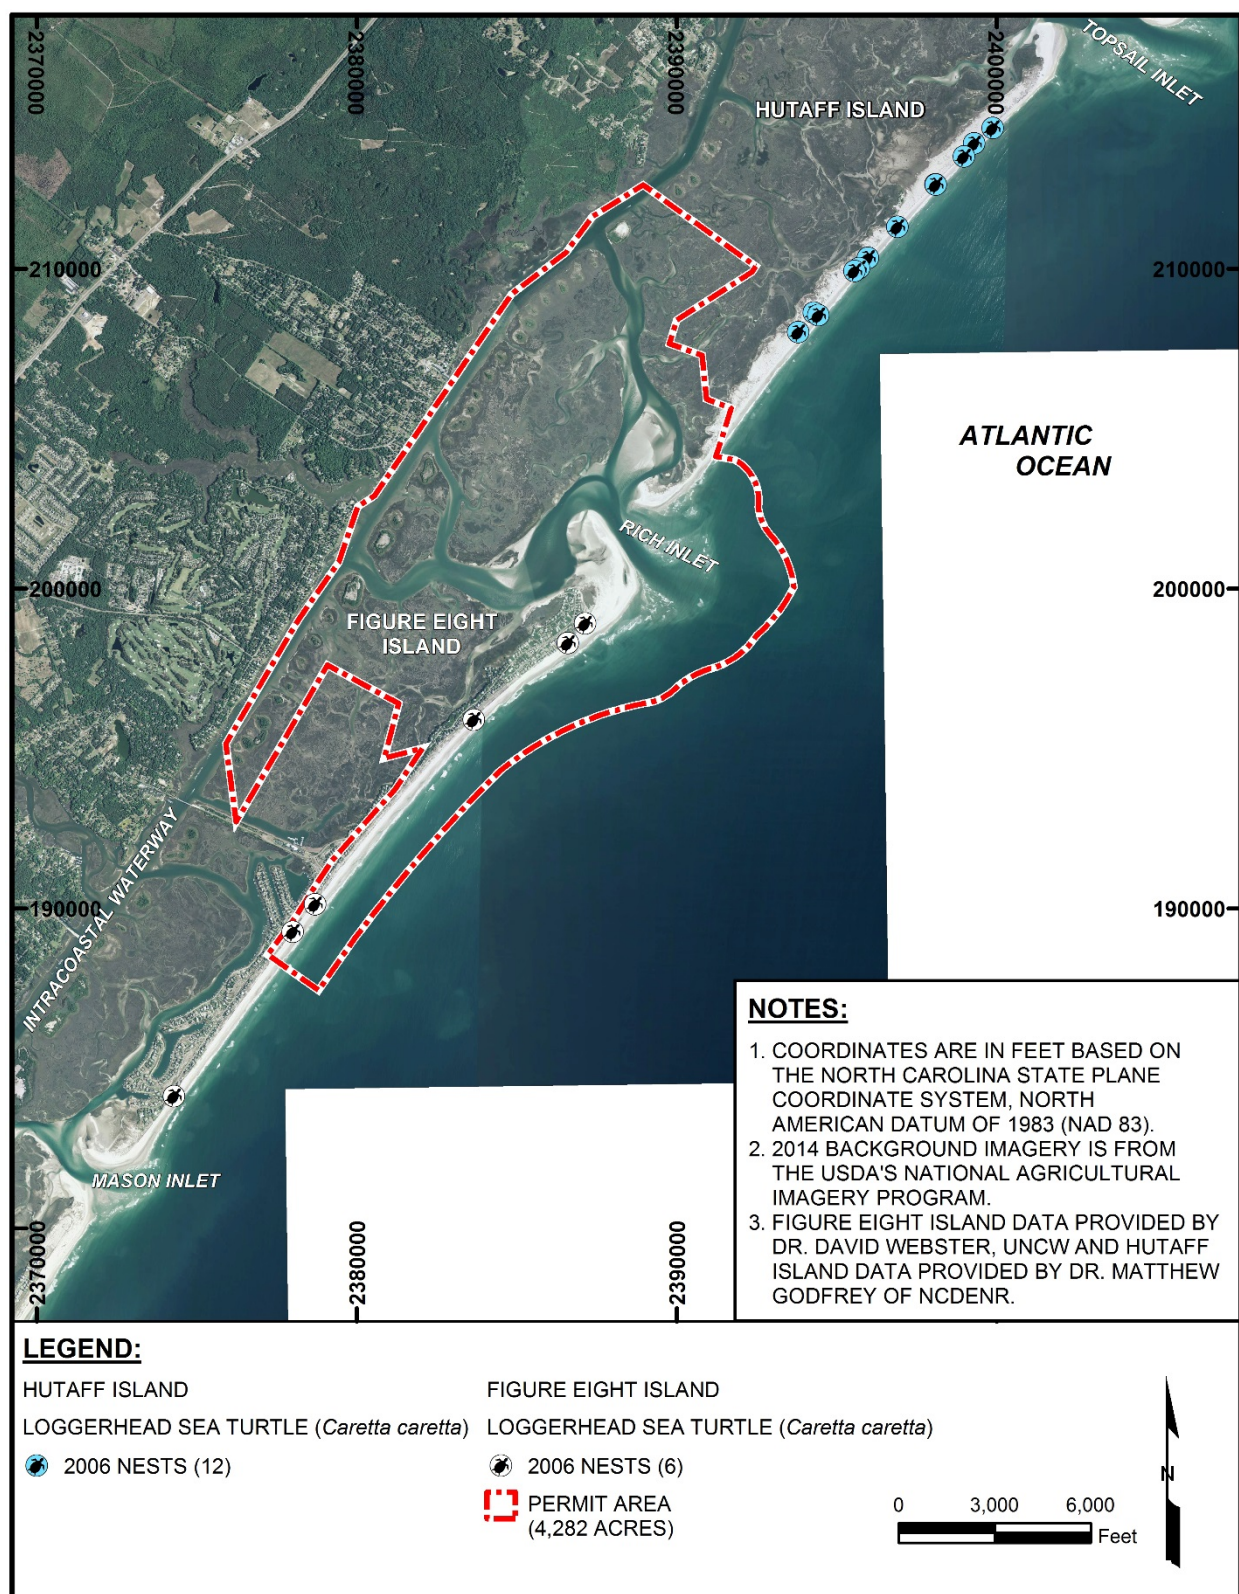 2370000
2380000
2390000
2400000
TOPSAIL INLET
HUTAFF ISLAND
210000
210000
ATLANTIC
OCEAN
RICH INLET
200000
200000
FIGURE EIGHT
ISLAND
190000
190000
INTRACOASTAL WATERWAY
MASON INLET
2370000
2380000
2390000
NOTES:
1. COORDINATES ARE IN FEET BASED ON
THE NORTH CAROLINA STATE PLANE
COORDINATE SYSTEM, NORTH
AMERICAN DATUM OF 1983 (NAD 83).
2. 2014 BACKGROUND IMAGERY IS FROM
THE USDA'S NATIONAL AGRICULTURAL
IMAGERY PROGRAM.
3. FIGURE EIGHT ISLAND DATA PROVIDED BY
DR. DAVID WEBSTER, UNCW AND HUTAFF
ISLAND DATA PROVIDED BY DR. MATTHEW
GODFREY OF NCDENR.
LEGEND:
HUTAFF ISLAND
LOGGERHEAD SEA TURTLE (Caretta caretta)
2006 NESTS (12)
FIGURE EIGHT ISLAND
LOGGERHEAD SEA TURTLE (Caretta caretta)
2006 NESTS (6)
PERMIT AREA
(4,282 ACRES)
0 3,000 6,000
Feet
N